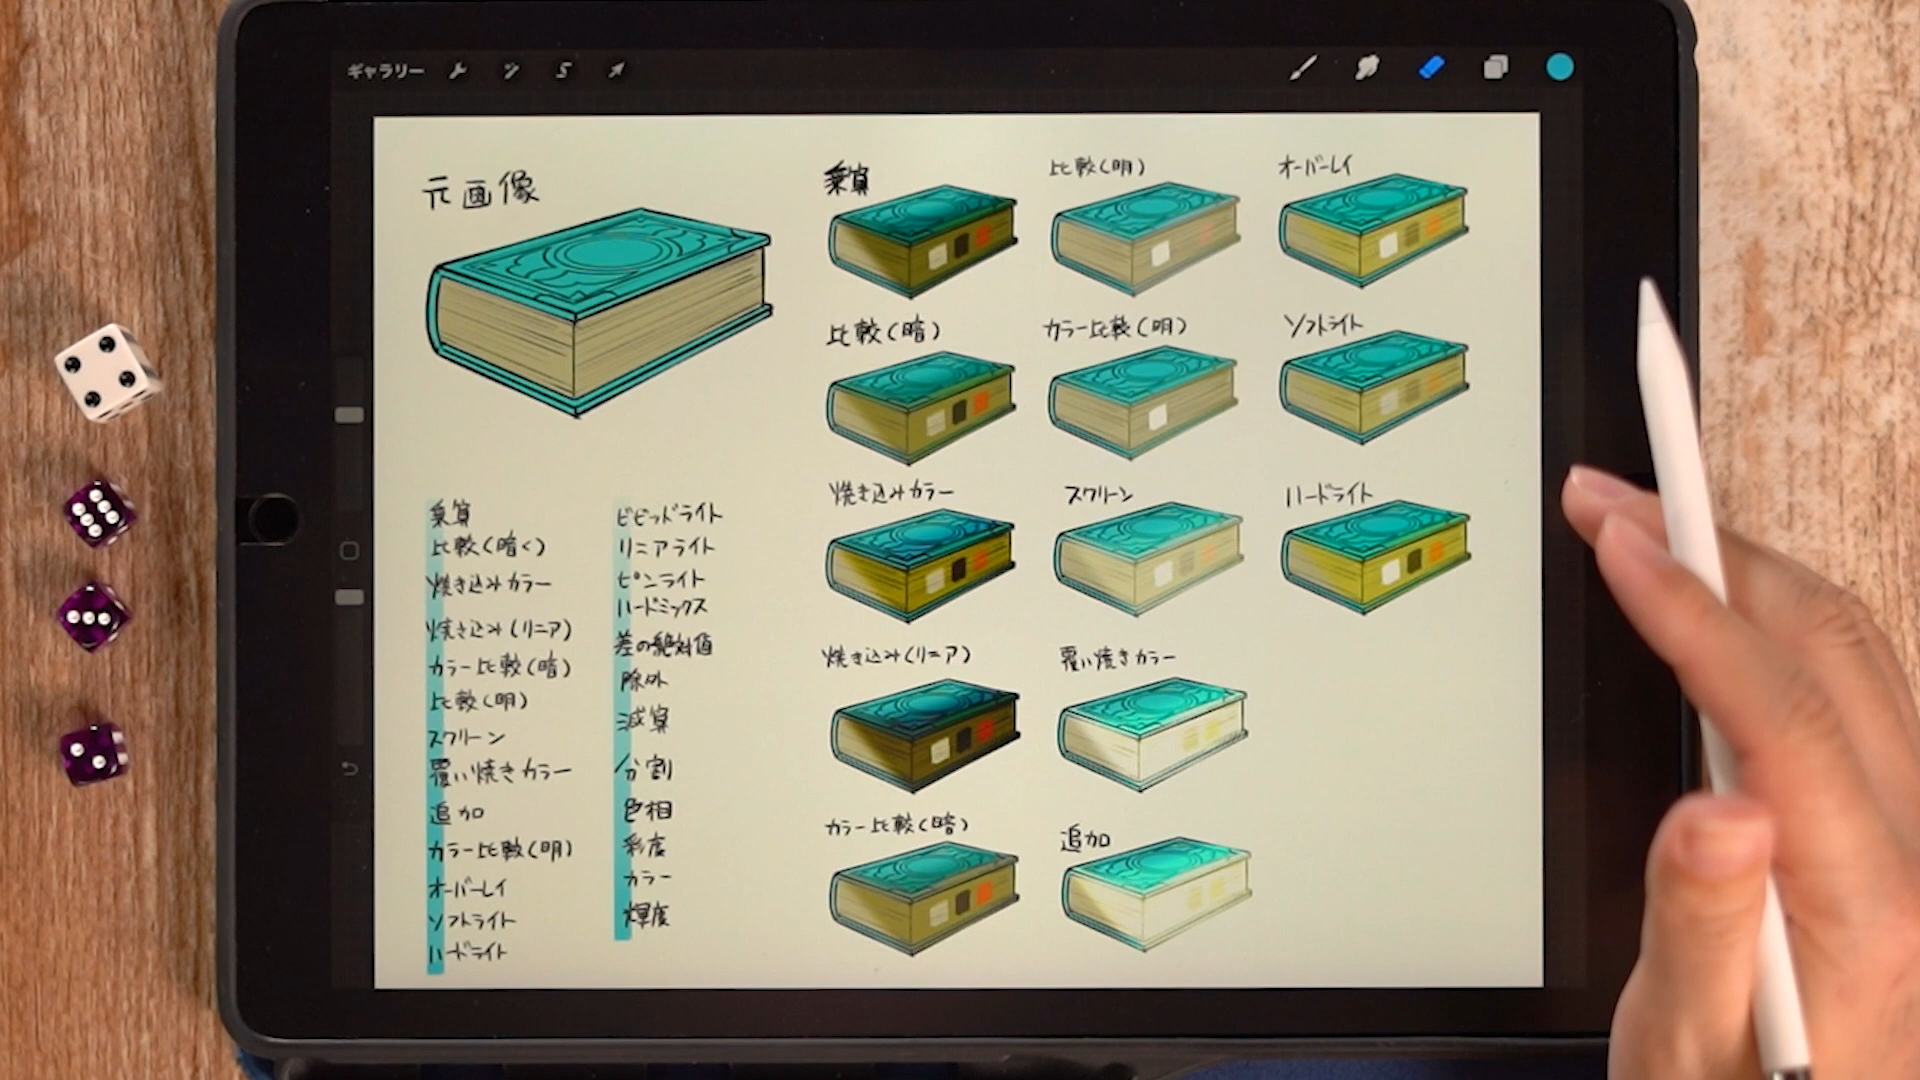 ギャラリー
元画像
乗算
比較(暗く)
焼き込みカラー
焼き込み(リニア)
カラー比較(暗)
比較(明)
スクリーン
覆い焼きカラー
追加
カラー比較(明)
オーバーレイ
ソフトライト
ハードライト
ビビッドライト
リニアライト
ピンライト
ハードミックス
差の絶対値
除外
減算
分割
色相
彩度
カラー
輝度
乗算
比較(暗)
焼き込みカラー
焼き込み(リニア)
カラー比較(暗)
比較(明)
カラー比較(明)
スクリーン
覆い焼きカラー
追加
オーバーレイ
ソフトライト
ハードライト